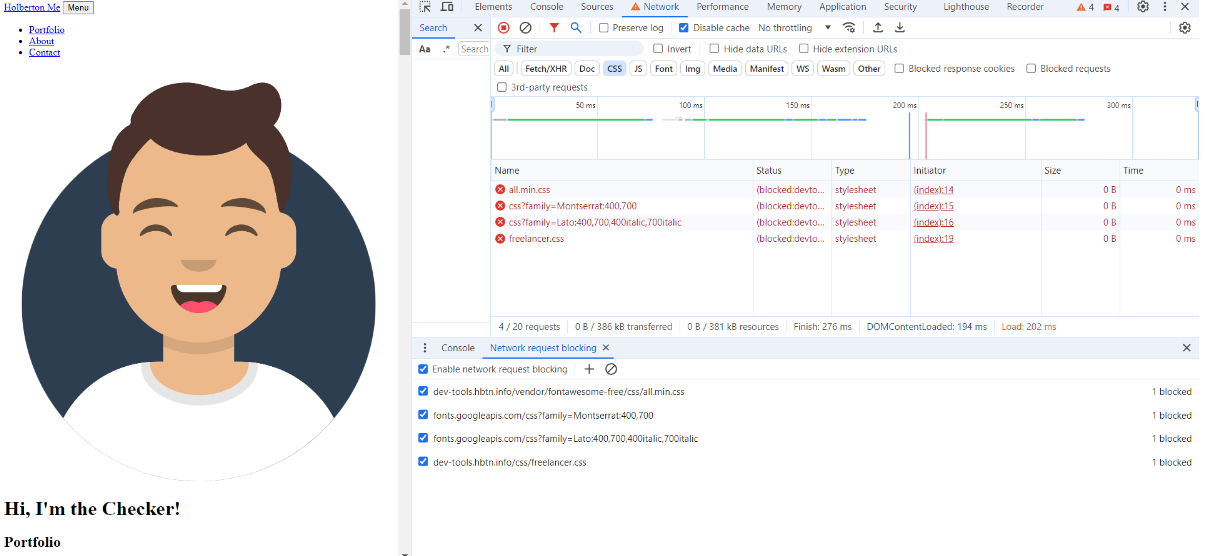 Holberton Me Menu
Portfolio
About
Contact
Hi, I'm the Checker!
Portfolio
Elements Console Sources Network Performance Memory Application Security Lighthouse Recorder 4 4
Search
Preserve log Disable cache No throttling
Aa .* Search
Filter Invert Hide data URLs Hide extension URLs
All Fetch/XHR Doc CSS JS Font Img Media Manifest WS Wasm Other Blocked response cookies Blocked requests
3rd-party requests
50 ms 100 ms 150 ms 200 ms 250 ms 300 ms
Name Status Type Initiator Size Time
all.min.css (blocked:devto... stylesheet (index):14 0 B 0 ms
css?family=Montserrat:400,700 (blocked:devto... stylesheet (index):15 0 B 0 ms
css?family=Lato:400,700,400italic,700italic (blocked:devto... stylesheet (index):16 0 B 0 ms
freelancer.css (blocked:devto... stylesheet (index):19 0 B 0 ms
4 / 20 requests 0 B / 386 kB transferred 0 B / 381 kB resources Finish: 276 ms DOMContentLoaded: 194 ms Load: 202 ms
Console Network request blocking
Enable network request blocking
dev-tools.hbtn.info/vendor/fontawesome-free/css/all.min.css 1 blocked
fonts.googleapis.com/css?family=Montserrat:400,700 1 blocked
fonts.googleapis.com/css?family=Lato:400,700,400italic,700italic 1 blocked
dev-tools.hbtn.info/css/freelancer.css 1 blocked